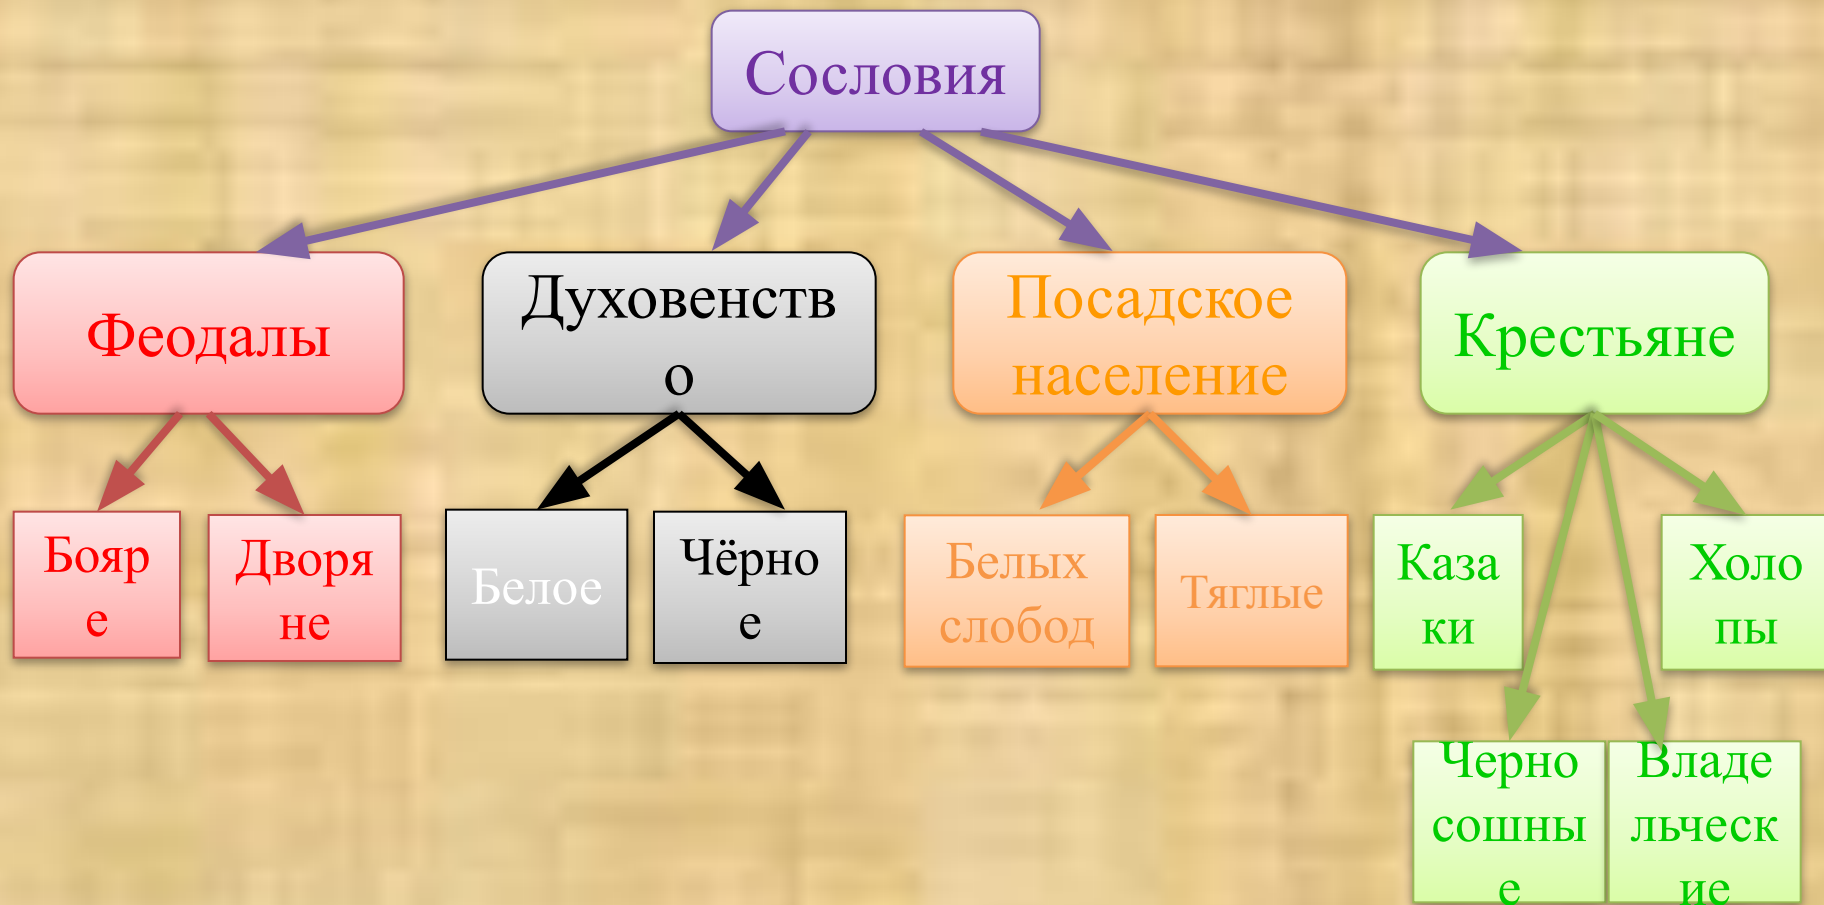 Сословия
Феодалы
Духовенств
о
Посадское
население
Крестьяне
Бояр
е
Дворя
не
Белое
Чёрно
е
Белых
слобод
Тяглые
Каза
ки
Холо
пы
Черно
сошны
е
Владе
льческ
ие